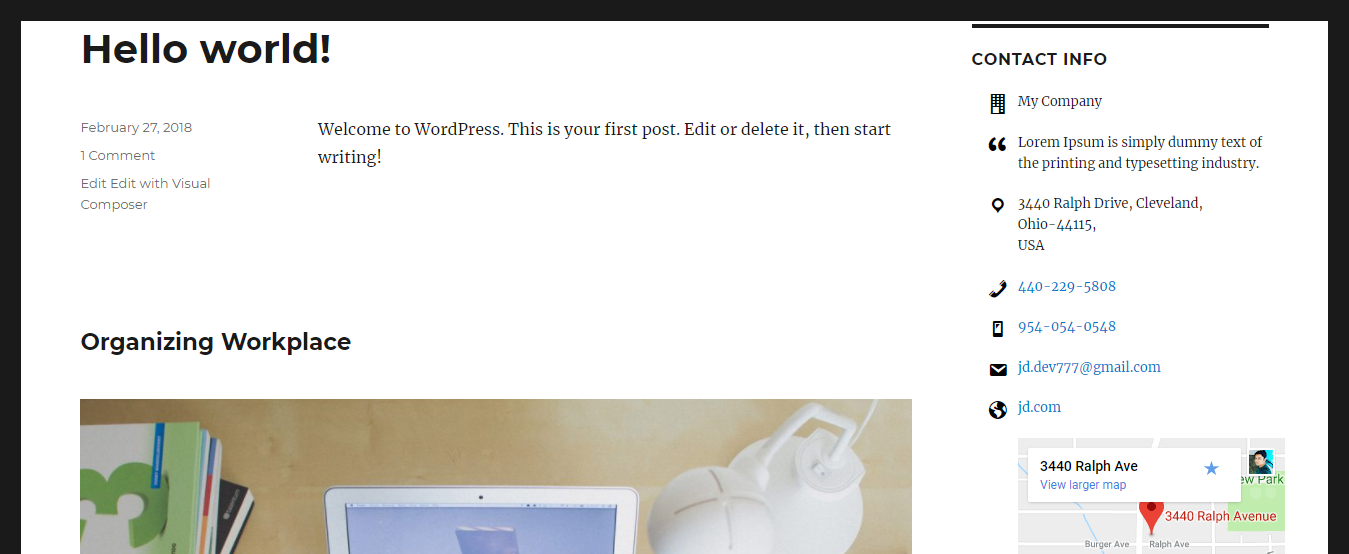 Hello world!
February 27, 2018
1 Comment
Edit Edit with Visual
Composer
Welcome to WordPress. This is your first post. Edit or delete it, then start
writing!
Organizing Workplace
3
CONTACT INFO
My Company
Lorem Ipsum is simply dummy text of
the printing and typesetting industry.
3440 Ralph Drive, Cleveland,
Ohio-44115,
USA
440-229-5808
954-054-0548
jd.dev777@gmail.com
jd.com
3440 Ralph Ave
View larger map
ew Park
3440 Ralph Avenue
Burger Ave
Ralph Ave